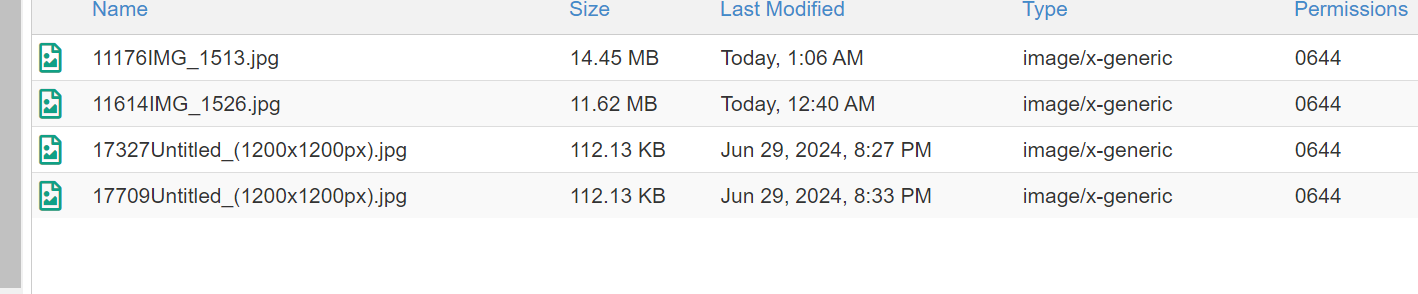 Name Size Last Modified Type Permissions
11176IMG_1513.jpg 14.45 MB Today, 1:06 AM image/x-generic 0644
11614IMG_1526.jpg 11.62 MB Today, 12:40 AM image/x-generic 0644
17327Untitled_(1200x1200px).jpg 112.13 KB Jun 29, 2024, 8:27 PM image/x-generic 0644
17709Untitled_(1200x1200px).jpg 112.13 KB Jun 29, 2024, 8:33 PM image/x-generic 0644